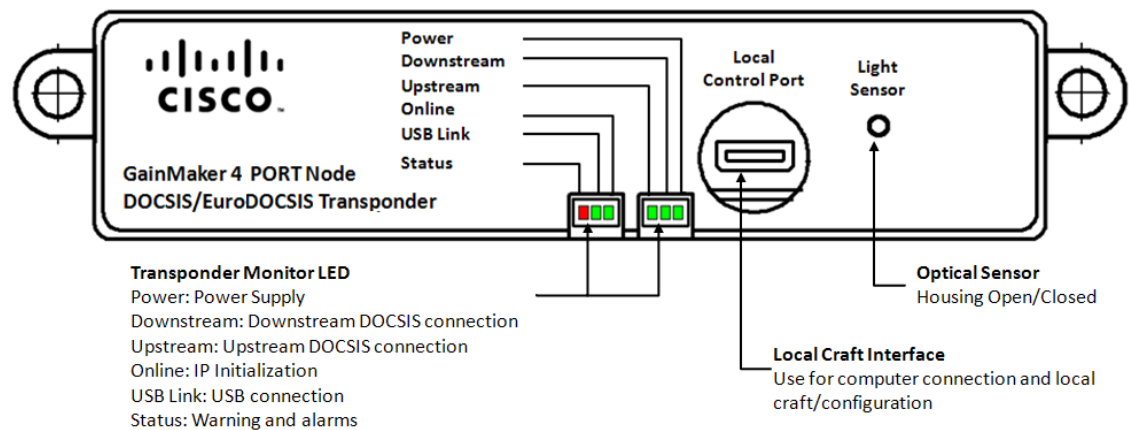 Power
Downstream
Upstream
Online
USB Link
Status
Local
Control Port
Light
Sensor
CISCO
GainMaker 4 PORT Node
DOCSIS/EuroDOCSIS Transponder
Transponder Monitor LED
Power: Power Supply
Downstream: Downstream DOCSIS connection
Upstream: Upstream DOCSIS connection
Online: IP Initialization
USB Link: USB connection
Status: Warning and alarms
Optical Sensor
Housing Open/Closed
Local Craft Interface
Use for computer connection and local
craft/configuration